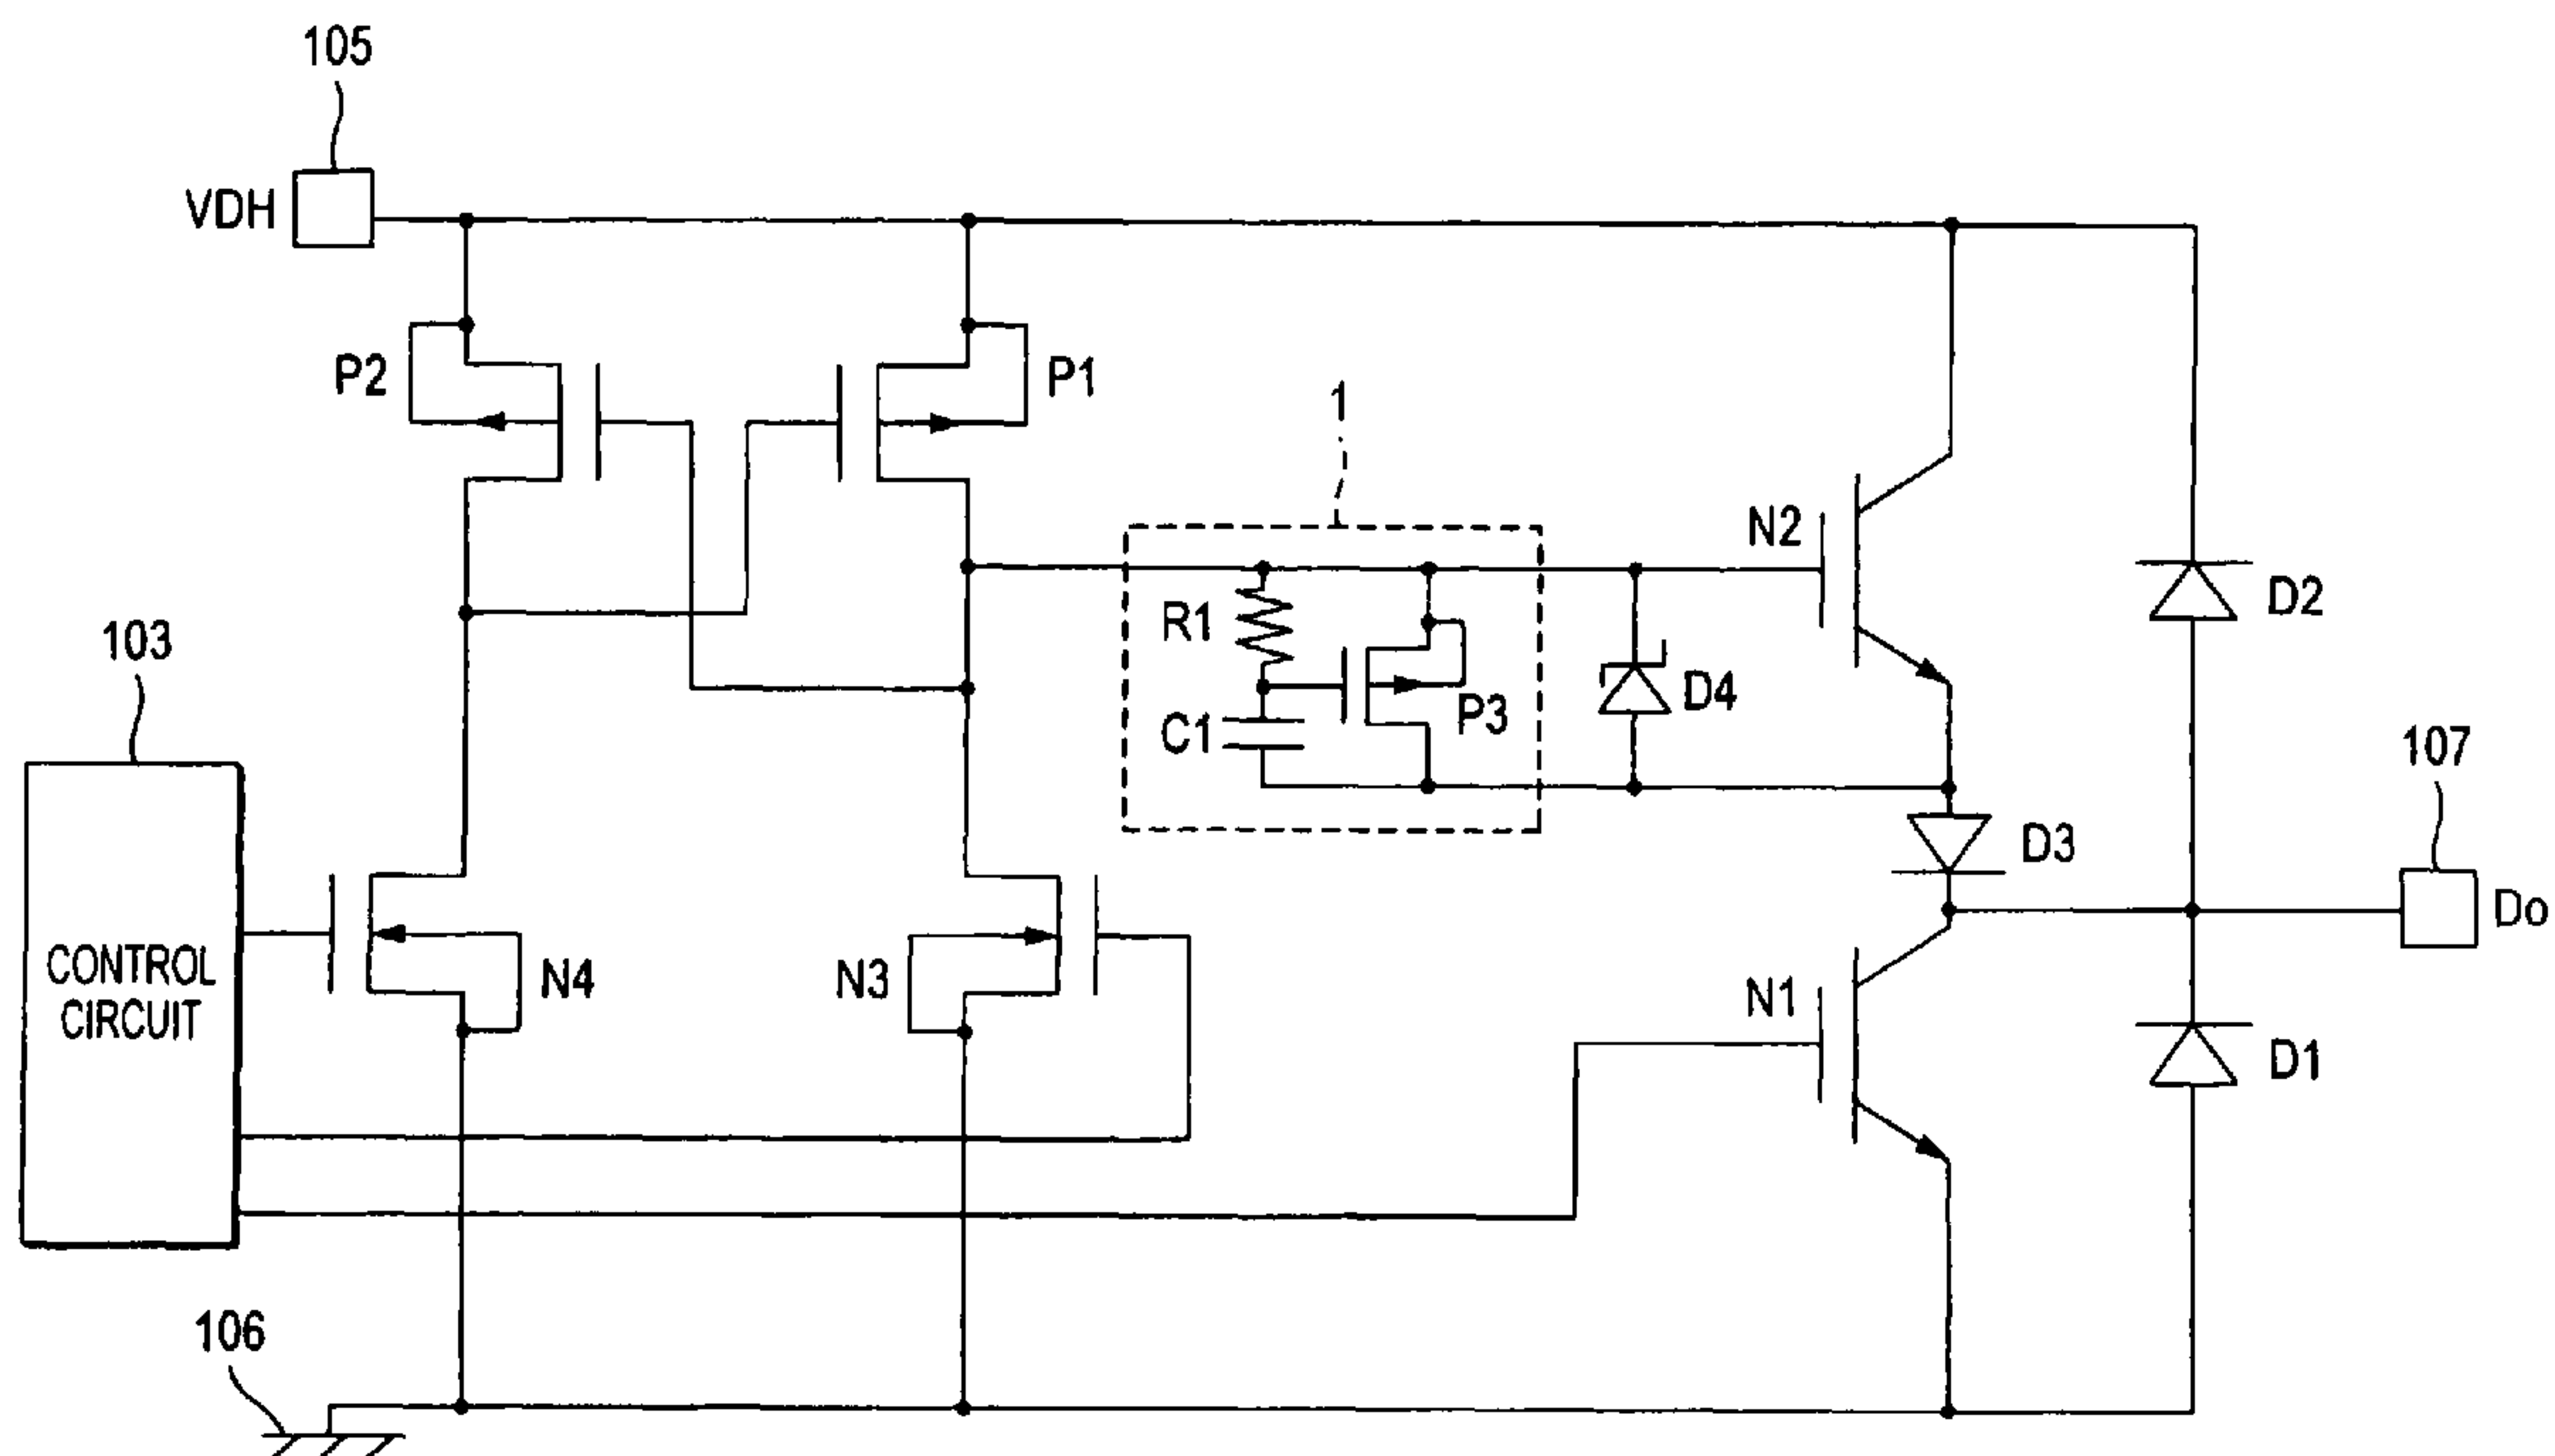 105
VDH
P2
P1
1
N2
D2
R1
103
D4
P3
C1
107
D3
Do
CONTROL
CIRCUIT
N4
N3
N1
D1
106